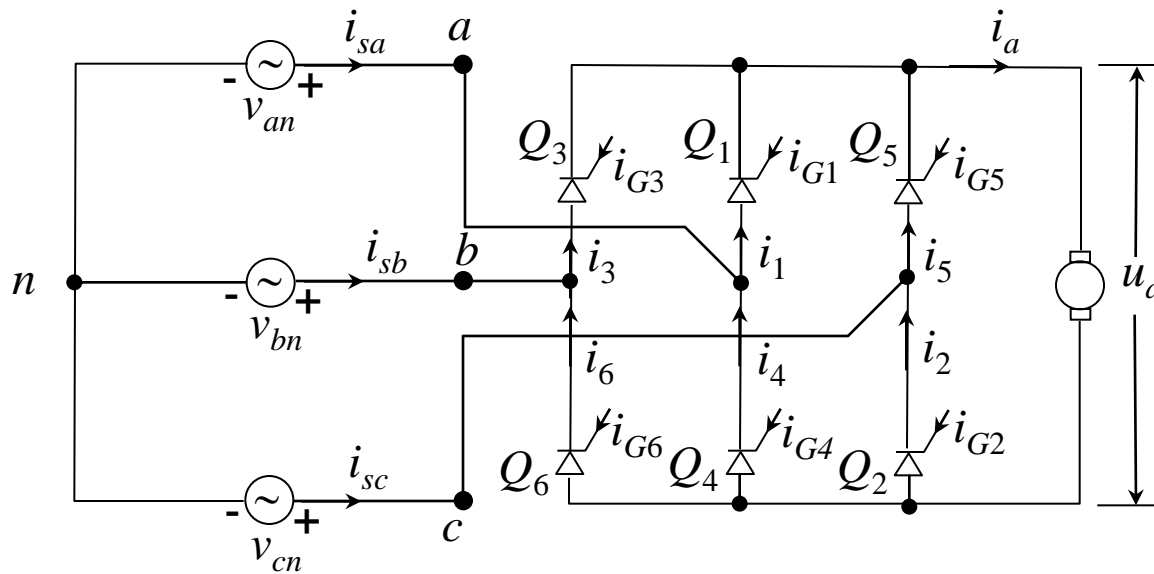 i_sa a i_a
- ~ +
v_an
Q_3 i_G3 Q_1 i_G1 Q_5 i_G5
n - ~ + i_sb b i_3 i_1 i_5
v_bn
i_6 i_4 i_2
Q_6 i_G6 Q_4 i_G4 Q_2 i_G2
i_sc
- ~ + c
v_cn